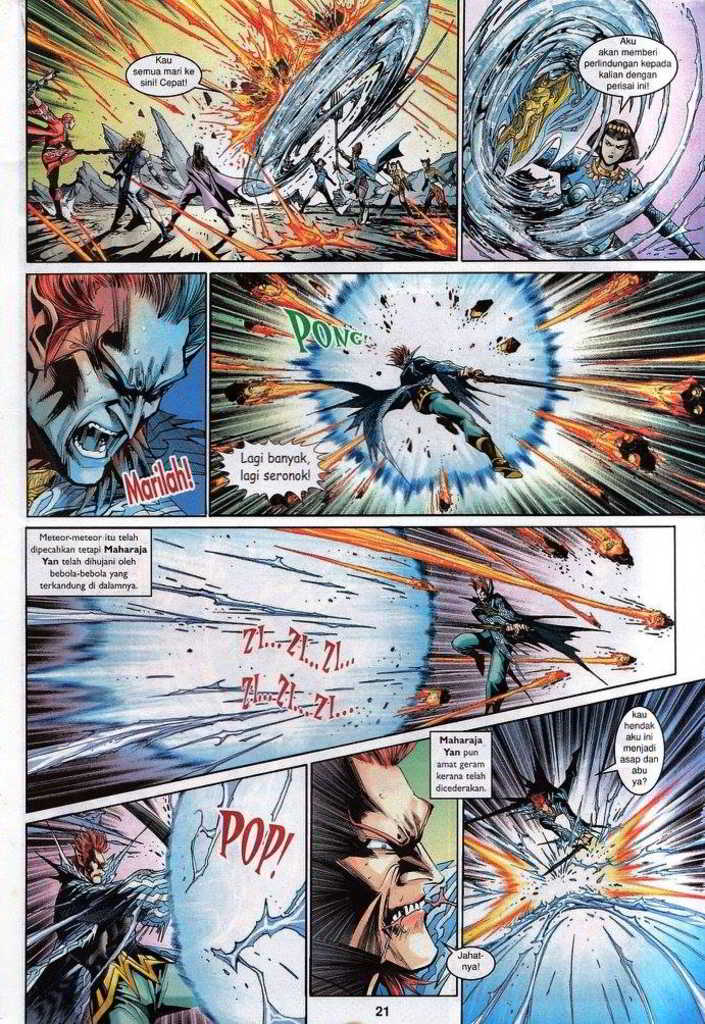 Kau
semua mari ke
sini! Cepat!
Aku
akan memberi
perlindungan kepada
kalian dengan
perisai ini!
Marilah!
PONG!
Lagi banyak,
lagi seronok!
Meteor-meteor itu telah
dipecahkan tetapi Maharaja
Yan telah dihujani oleh
bebola-bebola yang
terkandung di dalamnya.
ZI... ZI... ZI...
ZI... ZI... ZI...
POP!
Maharaja
Yan pun
amat geram
kerana telah
dicederakan.
Jahat-
nya!
kau
hendak
aku ini
menjadi
asap dan
abu
ya?
21